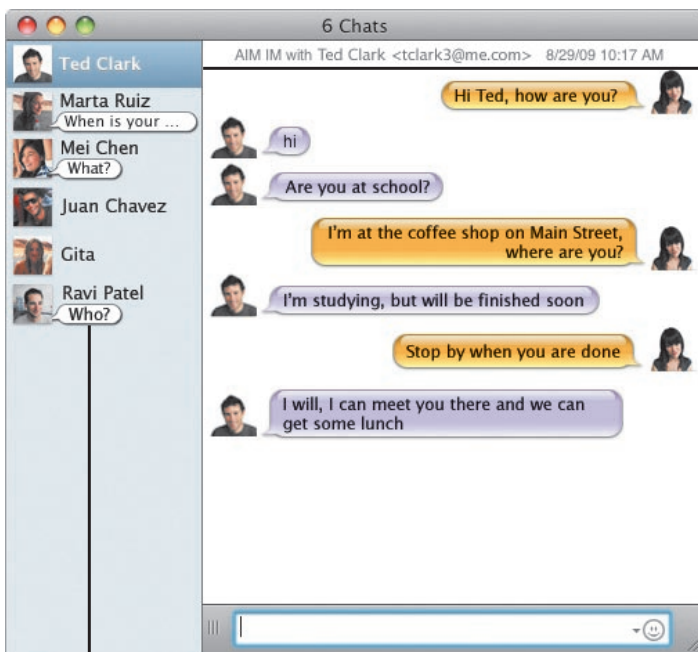 6 Chats
Ted Clark
Marta Ruiz
When is your ...
Mei Chen
What?
Juan Chavez
Gita
Ravi Patel
Who?
AIM IM with Ted Clark <tclark3@me.com> 8/29/09 10:17 AM
Hi Ted, how are you?
hi
Are you at school?
I'm at the coffee shop on Main Street,
where are you?
I'm studying, but will be finished soon
Stop by when you are done
I will, I can meet you there and we can
get some lunch